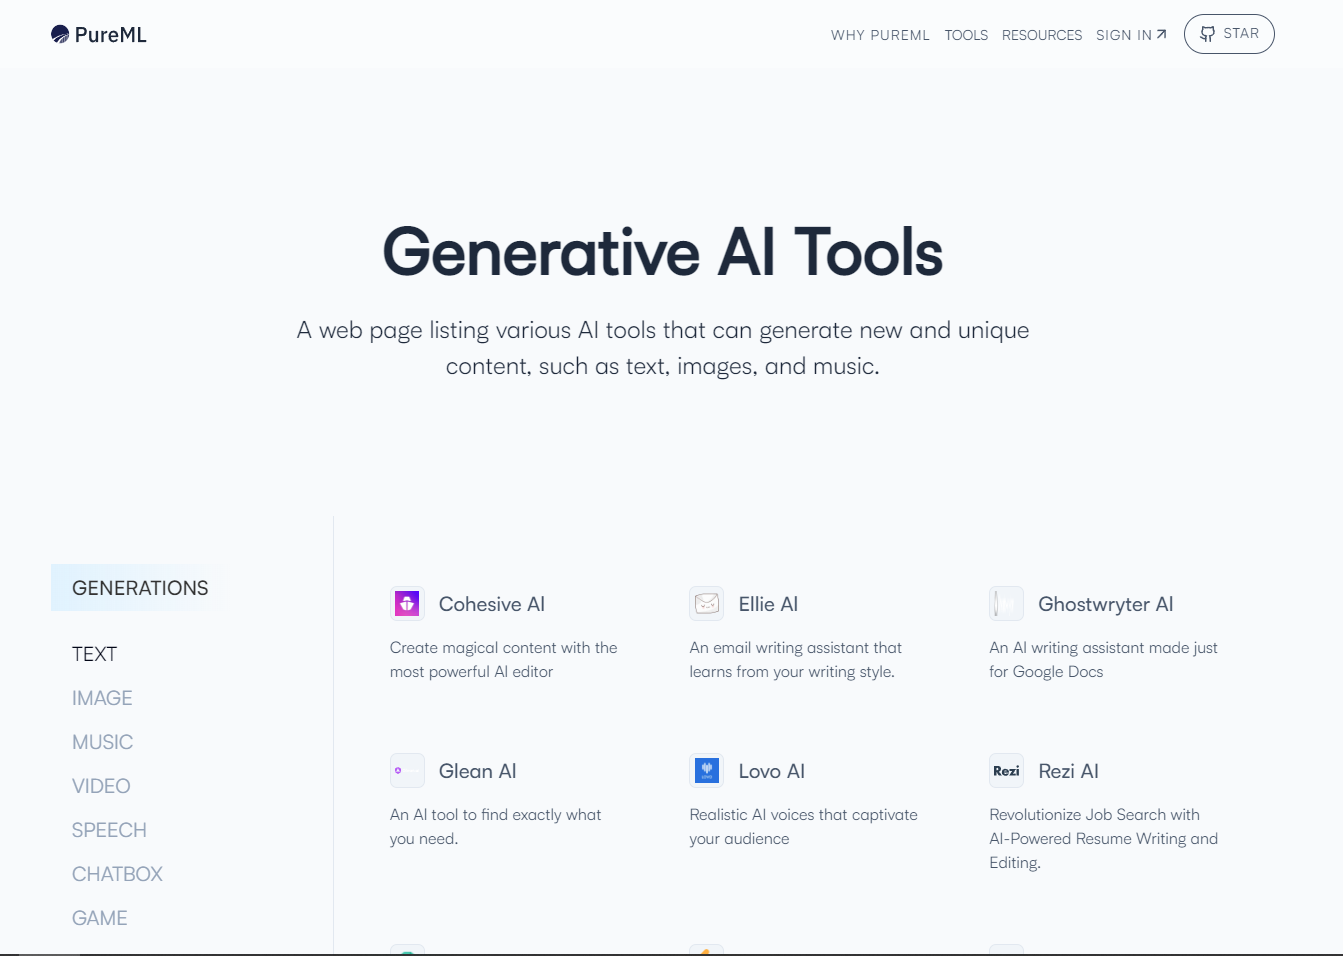 PureML
WHY PUREML TOOLS RESOURCES SIGN IN STAR
Generative AI Tools
A web page listing various AI tools that can generate new and unique
content, such as text, images, and music.
GENERATIONS
TEXT
IMAGE
MUSIC
VIDEO
SPEECH
CHATBOX
GAME
Cohesive AI
Create magical content with the
most powerful AI editor
Ellie AI
An email writing assistant that
learns from your writing style.
Ghostwryter AI
An AI writing assistant made just
for Google Docs
Glean AI
An AI tool to find exactly what
you need.
Lovo AI
Realistic AI voices that captivate
your audience
Rezi
Rezi AI
Revolutionize Job Search with
AI-Powered Resume Writing and
Editing.